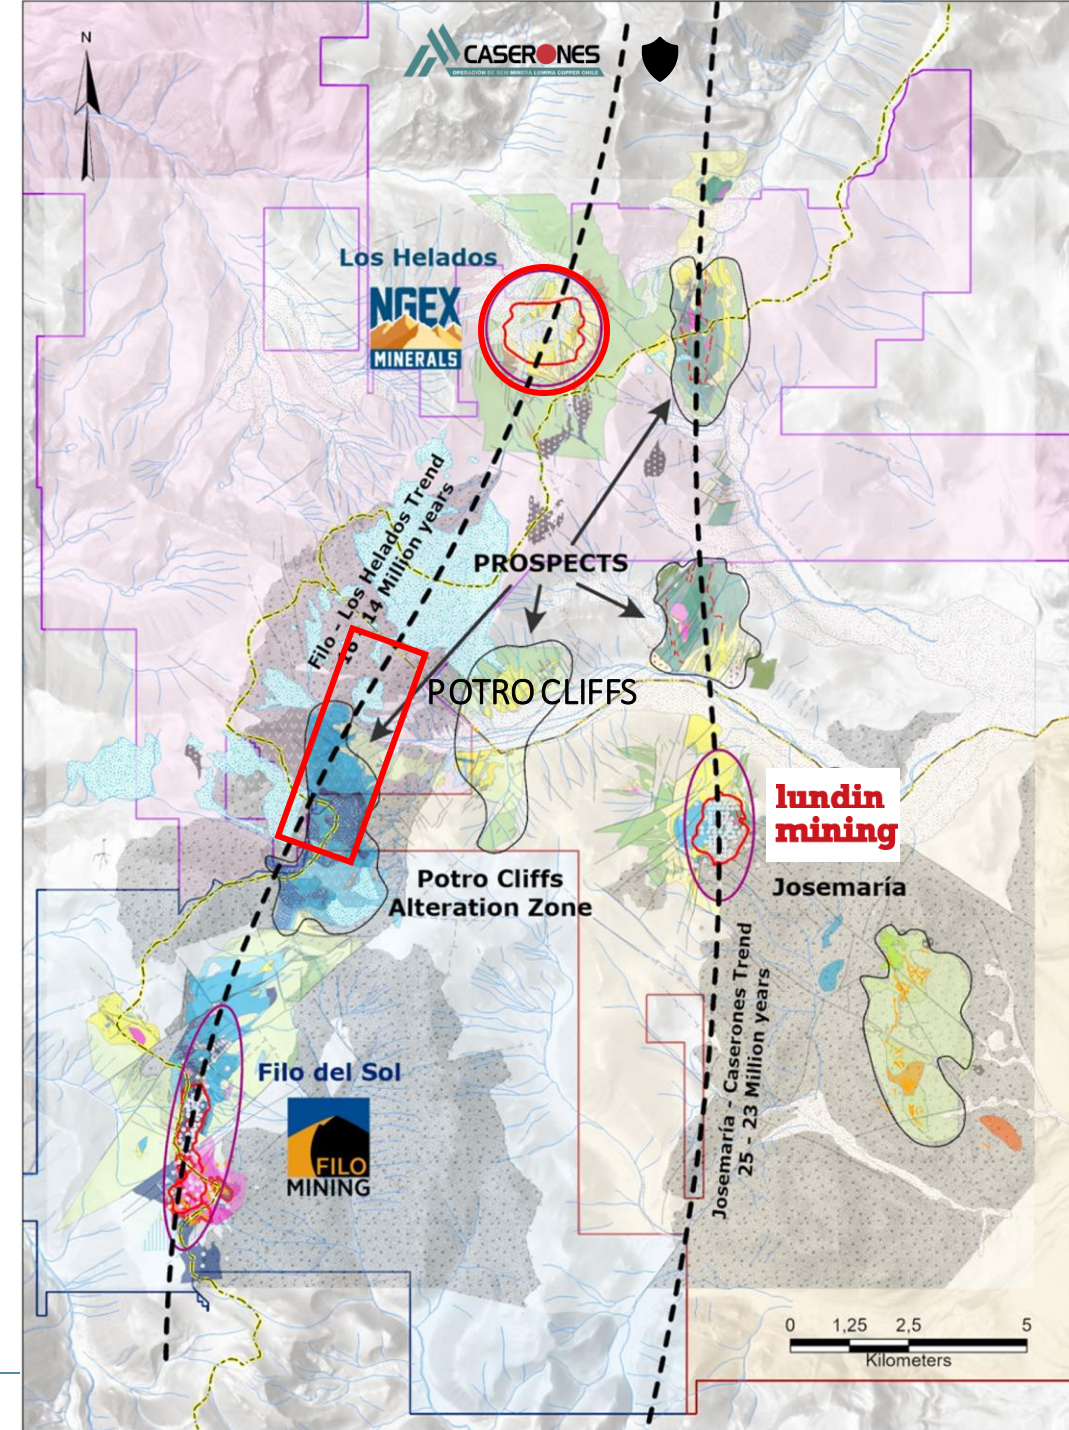 N
CASERONES
OPERACIÓN DE SCM MINERA LUMINA COPPER CHILE
Los Helados
NGEX
MINERALS
Filo - Los Helados Trend
16 - 14 Million years
PROSPECTS
POTRO CLIFFS
lundin
mining
Josemaría
Potro Cliffs
Alteration Zone
Josemaría - Caserones Trend
25 - 23 Million years
Filo del Sol
FILO
MINING
0 1,25 2,5 5
Kilometers